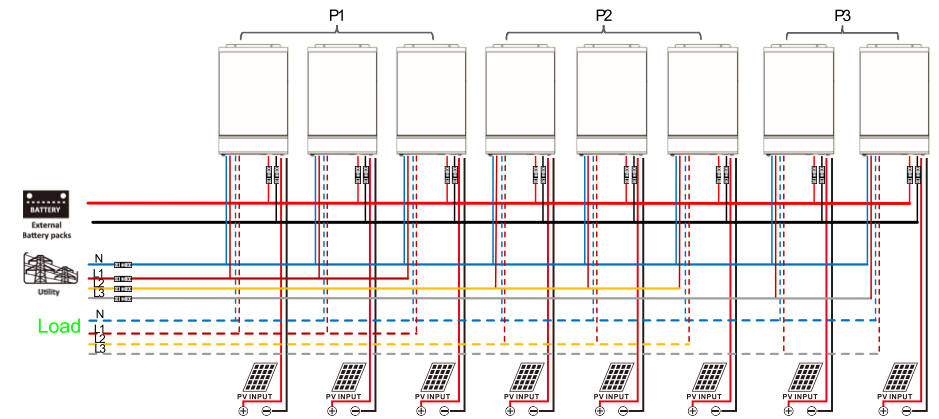 P1 P2 P3
BATTERY
External
Battery packs
N
L1
L2
L3
Utility
Load
N
L1
L2
L3
PV INPUT PV INPUT PV INPUT PV INPUT PV INPUT PV INPUT PV INPUT PV INPUT